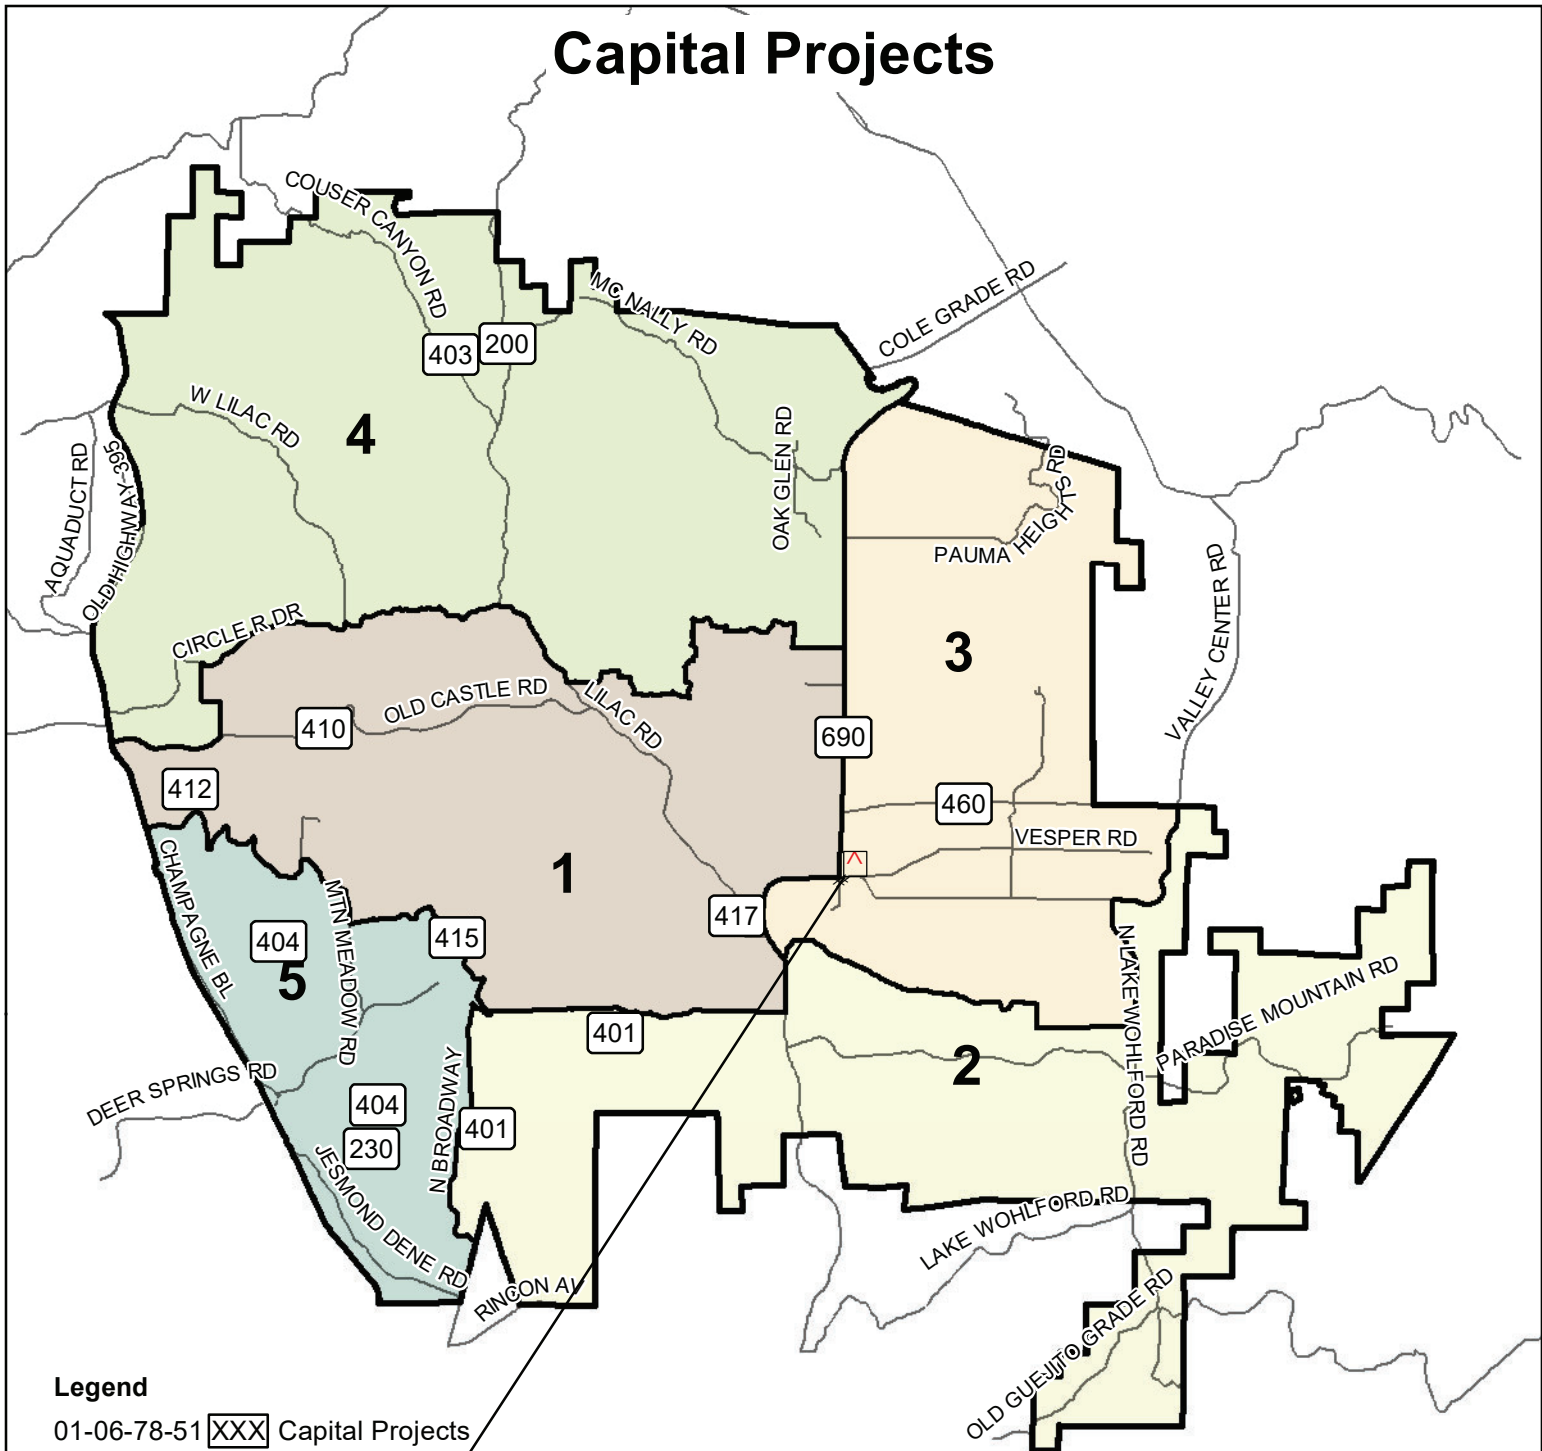 Capital Projects
COUSER CANYON RD
MC NALLY RD
COLE GRADE RD
403
200
W LILAC RD
4
OAK GLEN RD
AQUADUCT RD
OLD HIGHWAY 395
PAUMA HEIGHTS RD
VALLEY CENTER RD
CIRCLE R DR
3
OLD CASTLE RD
LILAC RD
410
690
412
460
VESPER RD
^
CHAMPAGNE BL
1
MTN MEADOW RD
417
404
415
5
N LAKE WOHLFORD RD
PARADISE MOUNTAIN RD
401
2
DEER SPRINGS RD
404
N BROADWAY
401
230
JESMOND DENE RD
LAKE WOHLFORD RD
RINCON AV
OLD GUEJITO GRADE RD
Legend
01-06-78-51 XXX Capital Projects